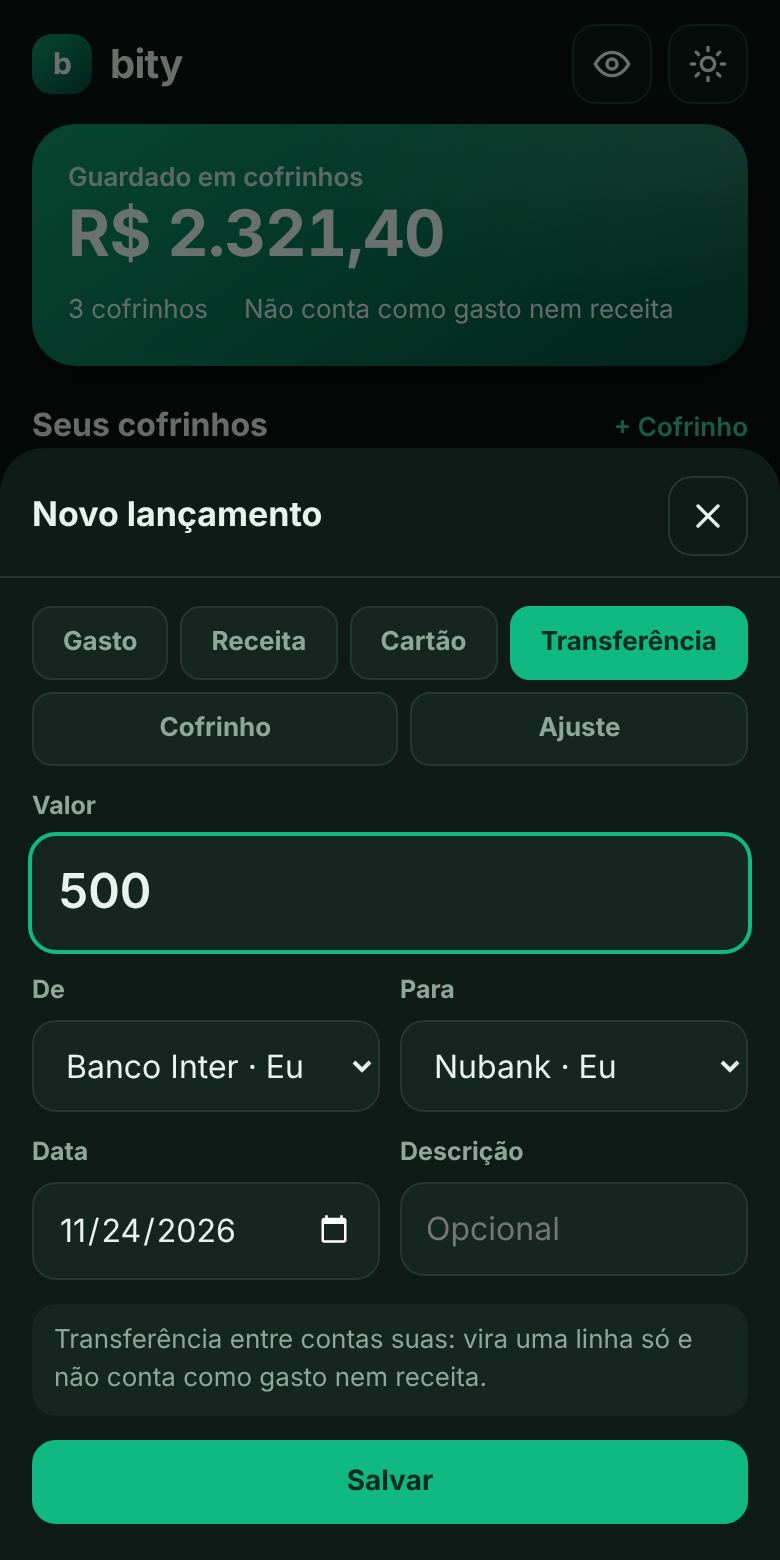 b bity
Guardado em cofrinhos
R$ 2.321,40
3 cofrinhos Não conta como gasto nem receita
Seus cofrinhos + Cofrinho
Novo lançamento
Gasto Receita Cartão Transferência
Cofrinho Ajuste
Valor
500
De Para
Banco Inter · Eu Nubank · Eu
Data Descrição
11/24/2026 Opcional
Transferência entre contas suas: vira uma linha só e
não conta como gasto nem receita.
Salvar